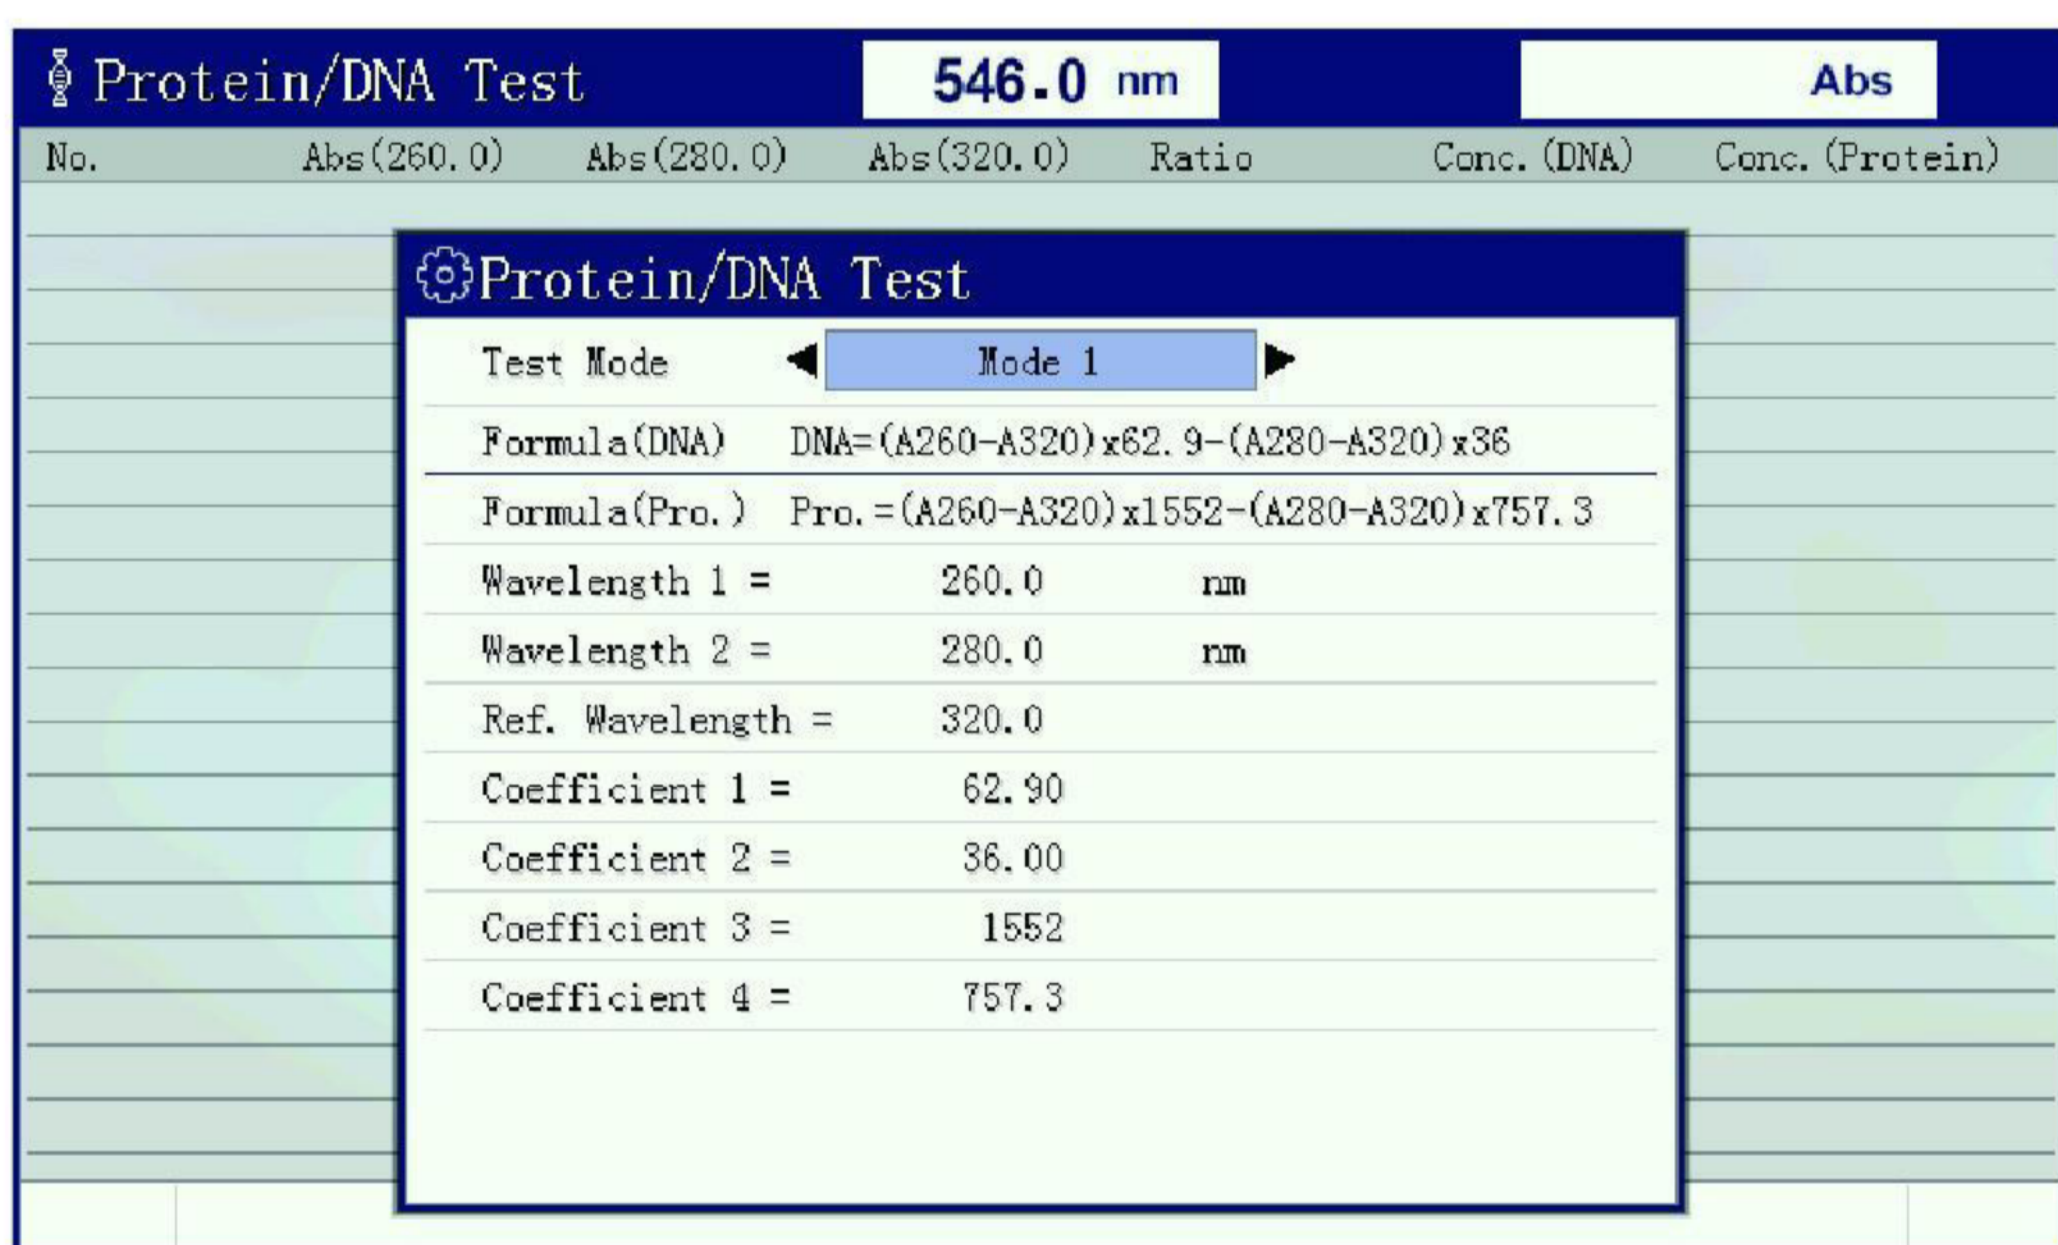 Protein/DNA Test 546.0 nm Abs
No. Abs(260.0) Abs(280.0) Abs(320.0) Ratio Conc.(DNA) Conc.(Protein)
Protein/DNA Test
Test Mode Mode 1
Formula(DNA) DNA=(A260-A320)x62.9-(A280-A320)x36
Formula(Pro.) Pro.=(A260-A320)x1552-(A280-A320)x757.3
Wavelength 1 = 260.0 nm
Wavelength 2 = 280.0 nm
Ref. Wavelength = 320.0
Coefficient 1 = 62.90
Coefficient 2 = 36.00
Coefficient 3 = 1552
Coefficient 4 = 757.3